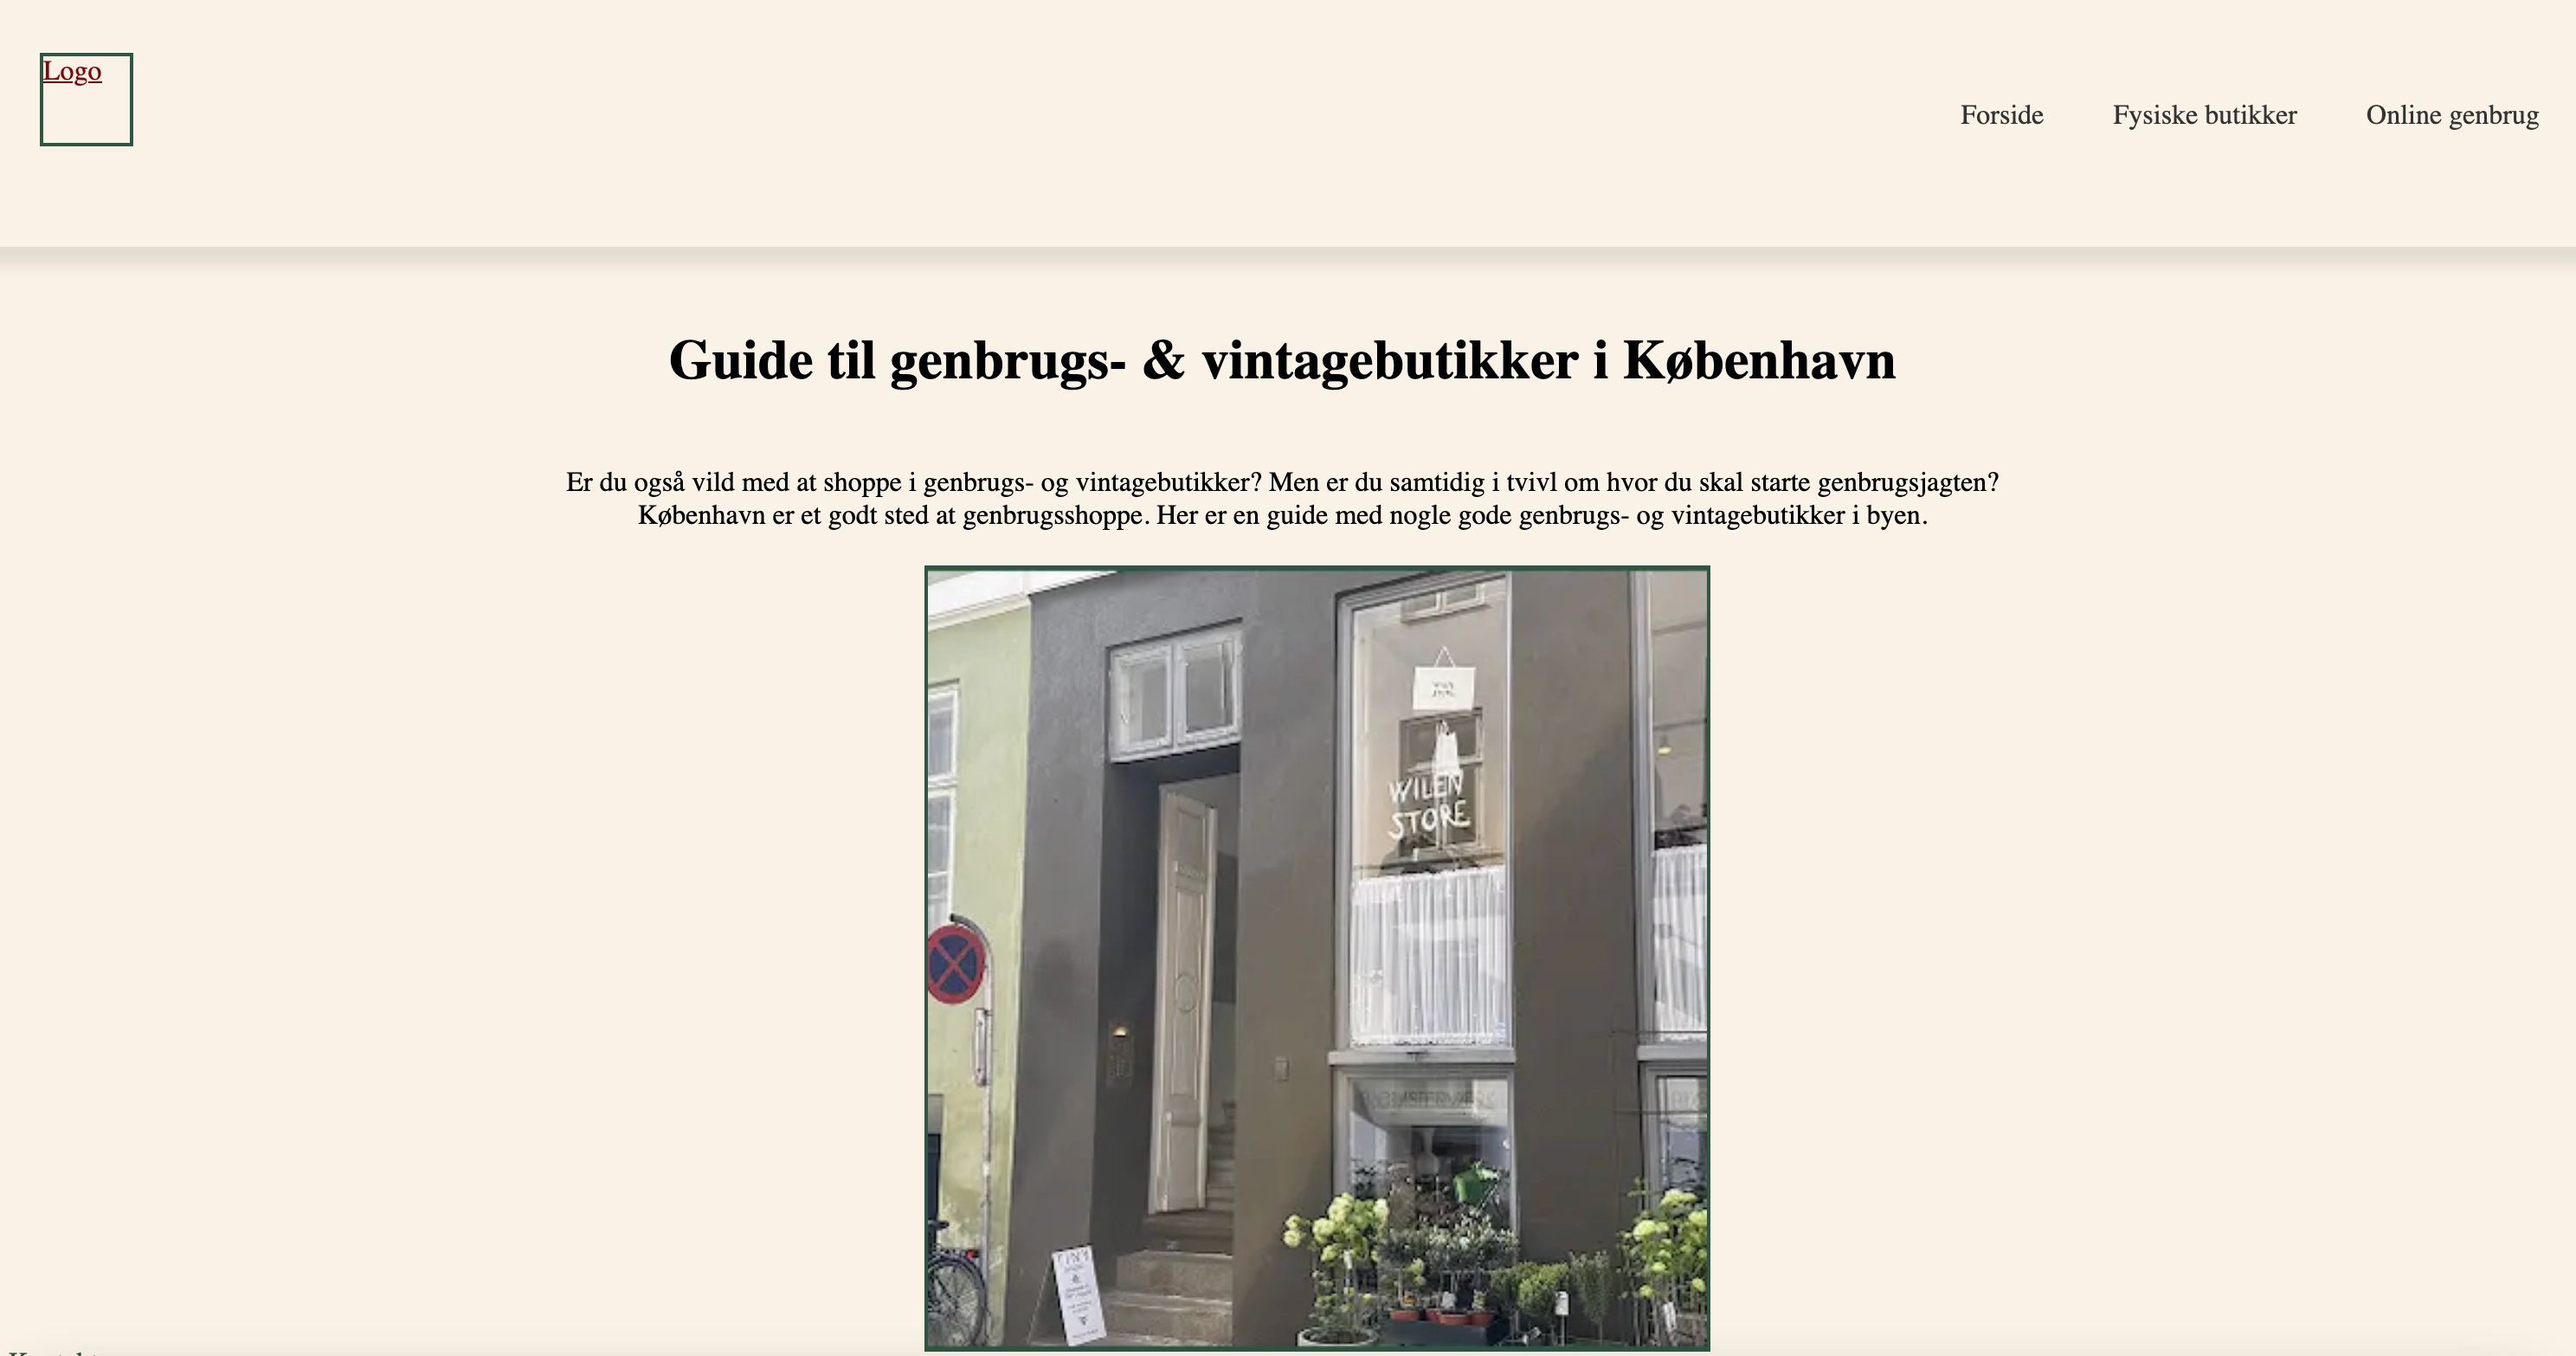 Logo
Forside Fysiske butikker Online genbrug
Guide til genbrugs- & vintagebutikker i København
Er du også vild med at shoppe i genbrugs- og vintagebutikker? Men er du samtidig i tvivl om hvor du skal starte genbrugsjagten?
København er et godt sted at genbrugsshoppe. Her er en guide med nogle gode genbrugs- og vintagebutikker i byen.
WILEN
STORE